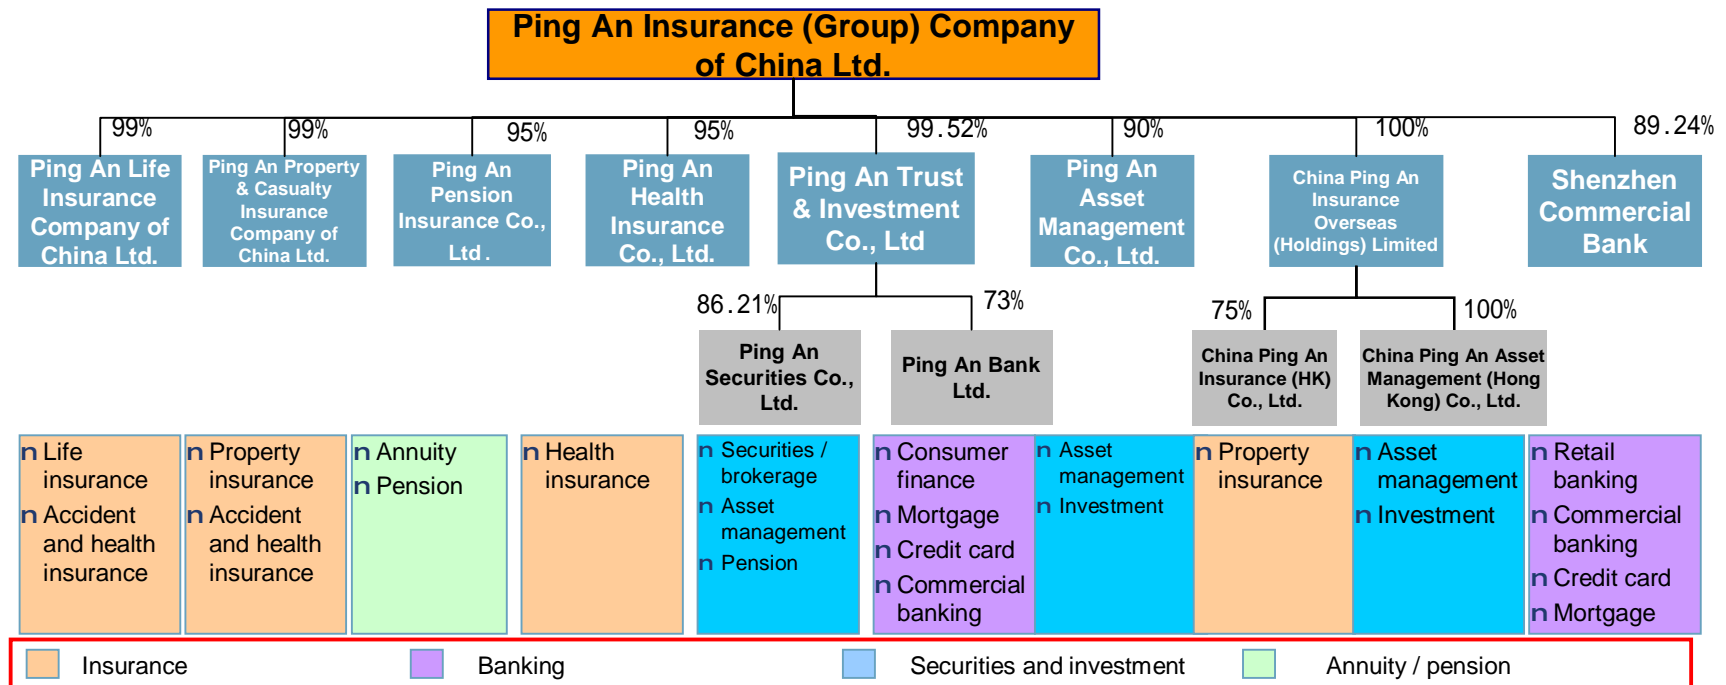 Ping An Insurance (Group) Company
of China Ltd.
99%
99%
95%
95%
99.52%
90%
100%
89.24%
Ping An Life
Insurance
Company of
China Ltd.
Ping An Property
& Casualty
Insurance
Company of
China Ltd.
Ping An
Pension
Insurance Co.,
Ltd.
Ping An
Health
Insurance
Co., Ltd.
Ping An Trust
& Investment
Co., Ltd
Ping An
Asset
Management
Co., Ltd.
China Ping An
Insurance
Overseas
(Holdings) Limited
Shenzhen
Commercial
Bank
86.21%
73%
75%
100%
Ping An
Securities Co.,
Ltd.
Ping An Bank
Ltd.
China Ping An
Insurance (HK)
Co., Ltd.
China Ping An Asset
Management (Hong
Kong) Co., Ltd.
n Life
insurance
n Accident
and health
insurance
n Property
insurance
n Accident
and health
insurance
n Annuity
n Pension
n Health
insurance
n Securities /
brokerage
n Asset
management
n Pension
n Consumer
finance
n Mortgage
n Credit card
n Commercial
banking
n Asset
management
n Investment
n Property
insurance
n Asset
management
n Investment
n Retail
banking
n Commercial
banking
n Credit card
n Mortgage
Insurance
Banking
Securities and investment
Annuity / pension